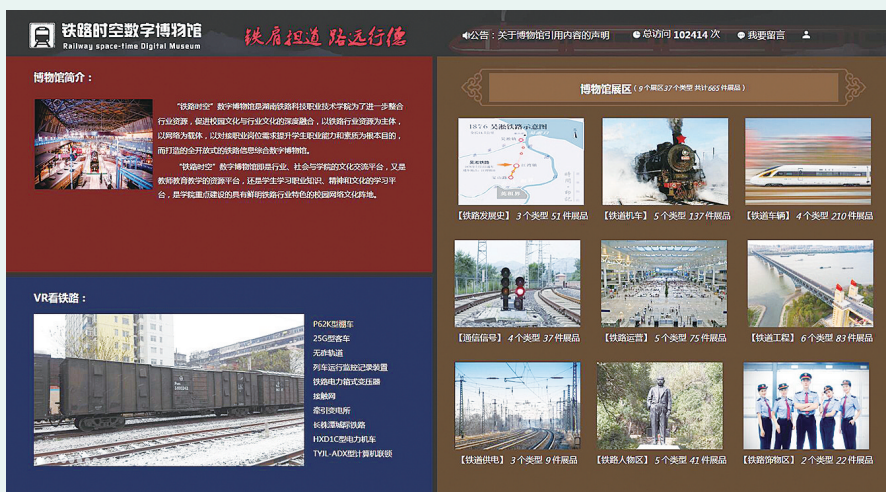 铁路时空数字博物馆
Railway space-time Digital Museum
铁肩担道 路远行德
公告:关于博物馆引用内容的声明
总访问 102414 次
我要留言
博物馆简介:
“铁路时空”数字博物馆是湖南铁路科技职业技术学院为了进一步整合
行业资源,促进校园文化与行业文化的深度融合,以铁路行业资源为主体,
以网络为载体,以对接职业岗位需求提升学生职业能力和素质为根本目的,
而打造的全开放式的铁路信息综合数字博物馆。
“铁路时空”数字博物馆即是行业、社会与学院的文化交流平台,又是
教师教育教学的资源平台,还是学生学习职业知识、精神和文化的学习平
台,是学院重点建设的具有鲜明铁路行业特色的校园网络文化阵地。
VR看铁路:
P62K型棚车
25G型客车
无砟轨道
列车运行监控记录装置
铁路电力箱式变压器
接触网
牵引变电所
长株潭城际铁路
HXD1C型电力机车
TYJL-ADX型计算机联锁
博物馆展区(9个展区37个类型 共计665件展品)
1876 吴淞铁路示意图
【铁路发展史】 3个类型 51件展品
【铁道机车】 5个类型 137件展品
【铁道车辆】 4个类型 210件展品
【通信信号】 4个类型 37件展品
【铁路运营】 5个类型 75件展品
【铁道工程】 6个类型 83件展品
【铁道供电】 3个类型 9件展品
【铁路人物区】 5个类型 41件展品
【铁路饰物区】 2个类型 22件展品